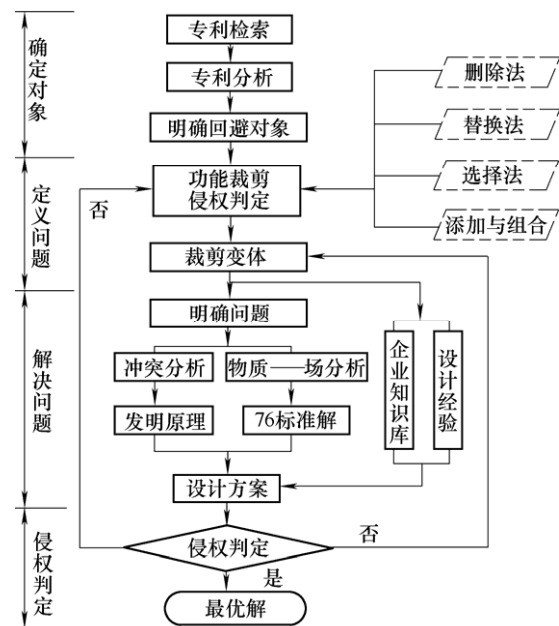 确定对象
定义问题
解决问题
侵权判定
专利检索
专利分析
明确回避对象
功能裁剪
侵权判定
删除法
替换法
选择法
添加与组合
否
裁剪变体
明确问题
冲突分析
物质——场分析
发明原理
76标准解
企业知识库
设计经验
设计方案
侵权判定
否
是
最优解